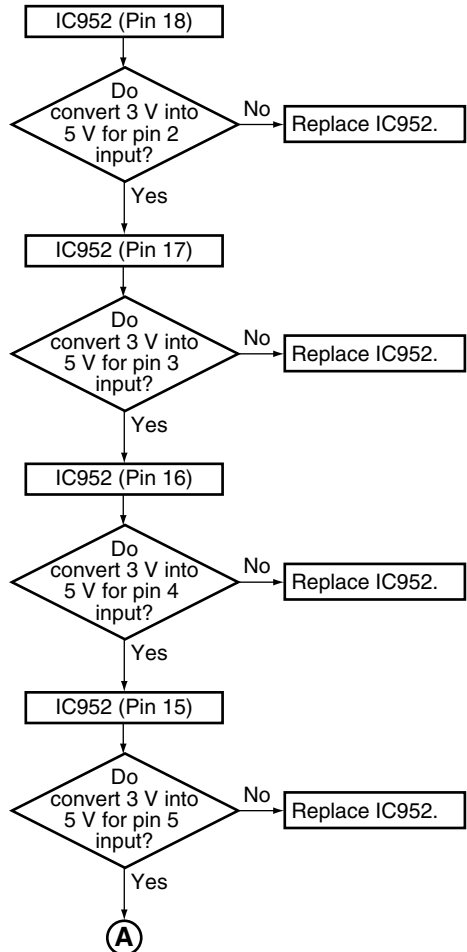 IC952 (Pin 18)
Do
convert 3 V into
5 V for pin 2
input?
No
Replace IC952.
Yes
IC952 (Pin 17)
Do
convert 3 V into
5 V for pin 3
input?
No
Replace IC952.
Yes
IC952 (Pin 16)
Do
convert 3 V into
5 V for pin 4
input?
No
Replace IC952.
Yes
IC952 (Pin 15)
Do
convert 3 V into
5 V for pin 5
input?
No
Replace IC952.
Yes
A